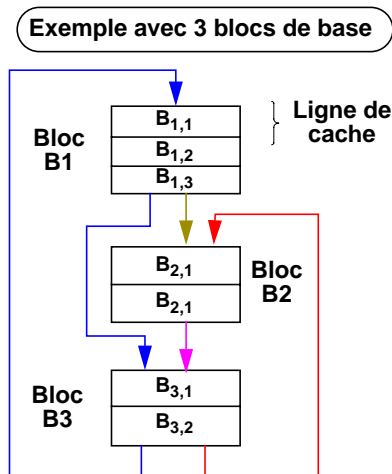 Exemple avec 3 blocs de base
B1,1
Ligne de
cache
Bloc
B1
B1,2
B1,3
B2,1
Bloc
B2
B2,1
Bloc
B3
B3,1
B3,2